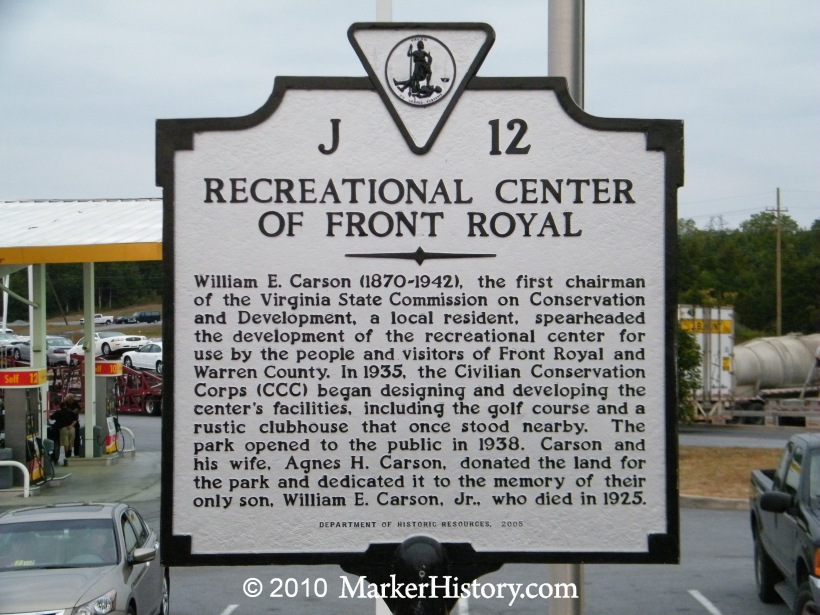 J 12
RECREATIONAL CENTER
OF FRONT ROYAL
William E. Carson (1870-1942), the first chairman
of the Virginia State Commission on Conservation
and Development, a local resident, spearheaded
the development of the recreational center for
use by the people and visitors of Front Royal and
Warren County. In 1935, the Civilian Conservation
Corps (CCC) began designing and developing the
center's facilities, including the golf course and a
rustic clubhouse that once stood nearby. The
park opened to the public in 1938. Carson and
his wife, Agnes H. Carson, donated the land for
the park and dedicated it to the memory of their
only son, William E. Carson, Jr., who died in 1925.
DEPARTMENT OF HISTORIC RESOURCES, 2005
Self 12
10
© 2010 MarkerHistory.com